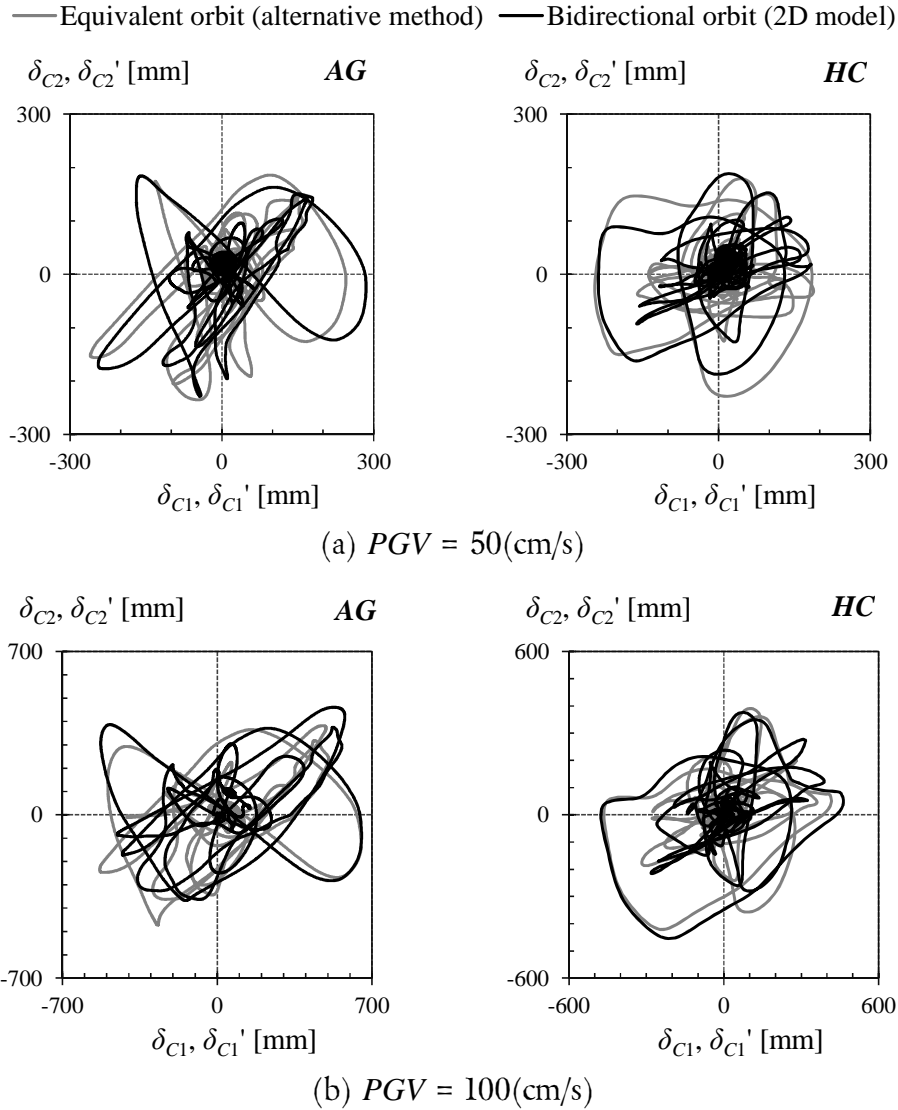 Equivalent orbit (alternative method) Bidirectional orbit (2D model)
δC2, δC2' [mm] AG
300
0
-300
-300 0 300
δC1, δC1' [mm]
δC2, δC2' [mm] HC
300
0
-300
-300 0 300
δC1, δC1' [mm]
(a) PGV = 50(cm/s)
δC2, δC2' [mm] AG
700
0
-700
-700 0 700
δC1, δC1' [mm]
δC2, δC2' [mm] HC
600
0
-600
-600 0 600
δC1, δC1' [mm]
(b) PGV = 100(cm/s)